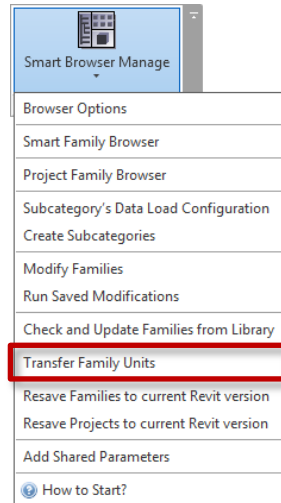 Smart Browser Manage
Browser Options
Smart Family Browser
Project Family Browser
Subcategory's Data Load Configuration
Create Subcategories
Modify Families
Run Saved Modifications
Check and Update Families from Library
Transfer Family Units
Resave Families to current Revit version
Resave Projects to current Revit version
Add Shared Parameters
How to Start?